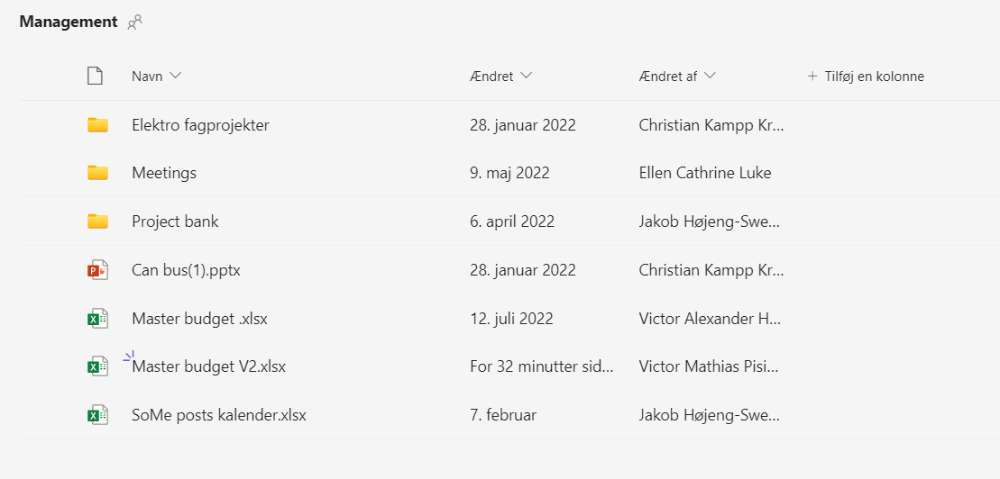 Management
Navn Ændret Ændret af + Tilføj en kolonne
Elektro fagprojekter 28. januar 2022 Christian Kampp Kr...
Meetings 9. maj 2022 Ellen Cathrine Luke
Project bank 6. april 2022 Jakob Højeng-Swe...
Can bus(1).pptx 28. januar 2022 Christian Kampp Kr...
Master budget .xlsx 12. juli 2022 Victor Alexander H...
Master budget V2.xlsx For 32 minutter sid... Victor Mathias Pisi...
SoMe posts kalender.xlsx 7. februar Jakob Højeng-Swe...